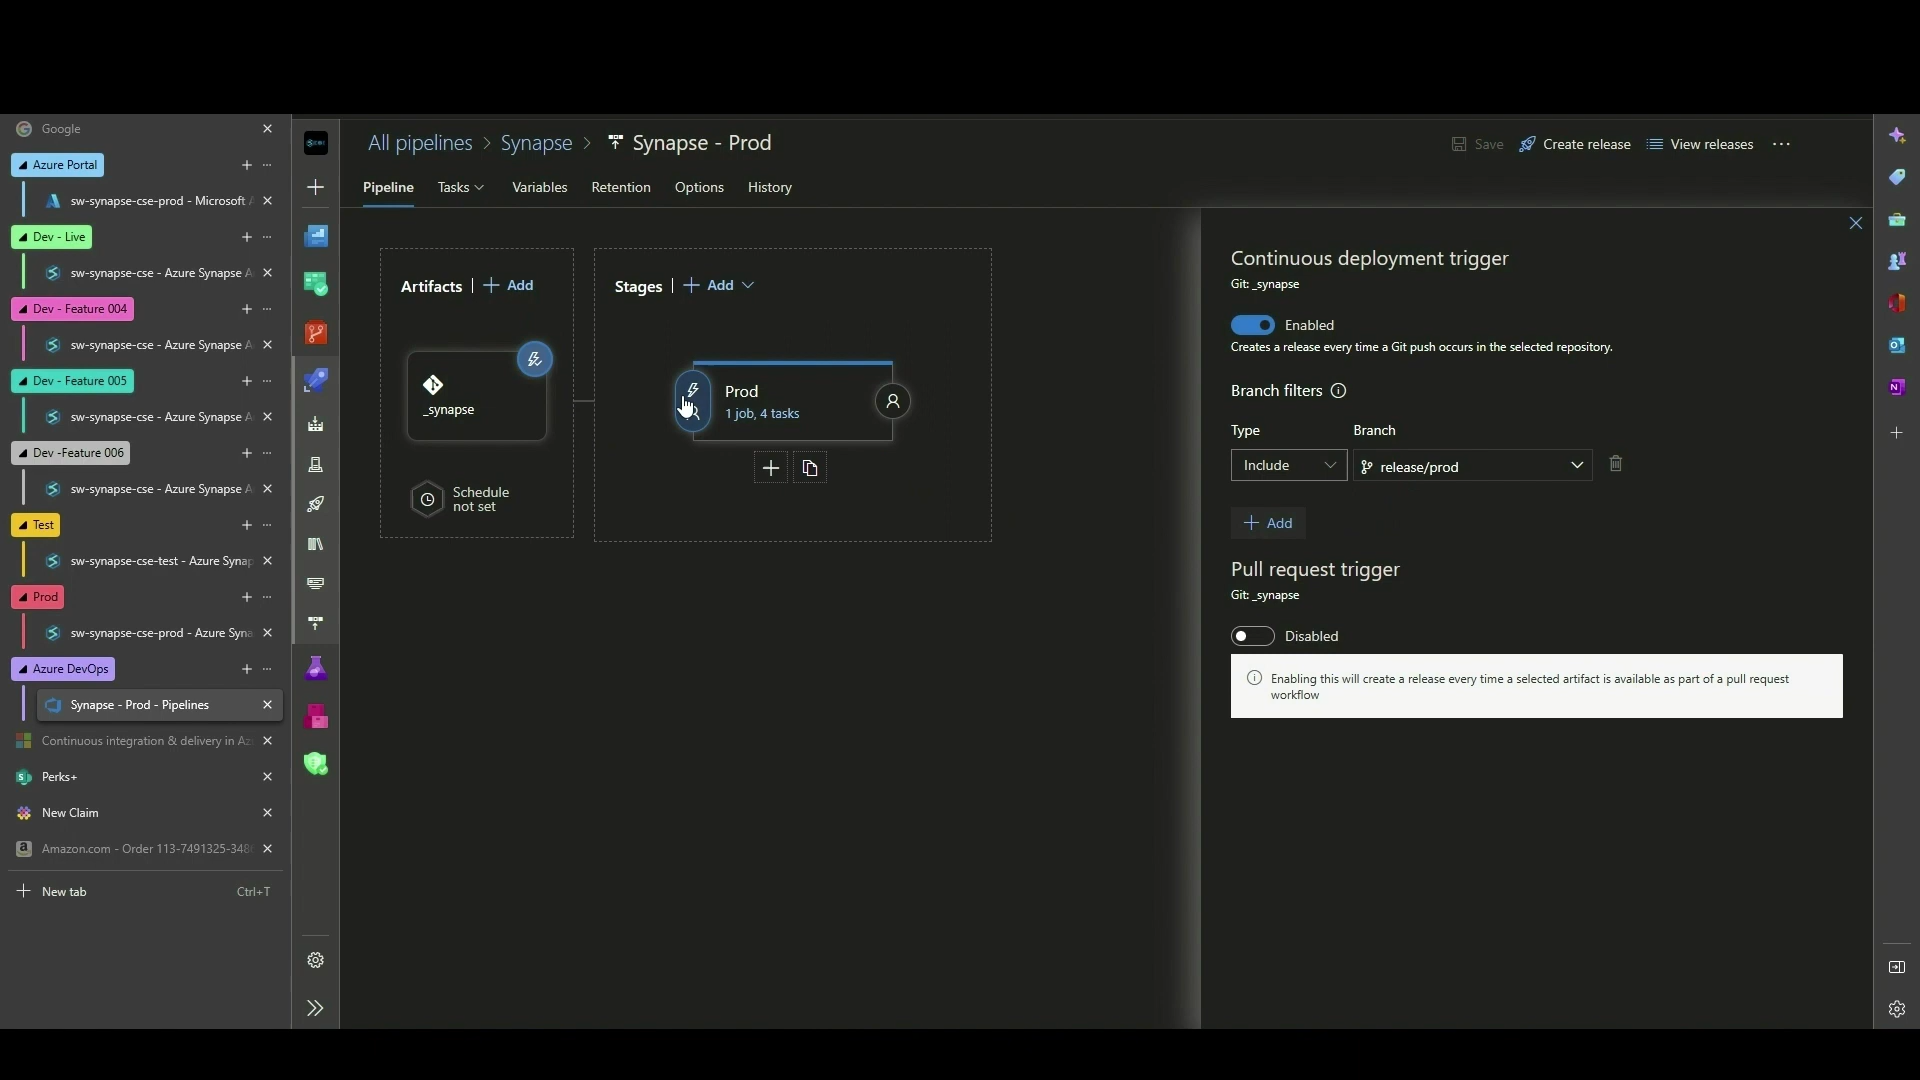 Google
Azure Portal
sw-synapse-cse-prod - Microsoft A
Dev - Live
sw-synapse-cse - Azure Synapse A
Dev - Feature 004
sw-synapse-cse - Azure Synapse A
Dev - Feature 005
sw-synapse-cse - Azure Synapse A
Dev -Feature 006
sw-synapse-cse - Azure Synapse A
Test
sw-synapse-cse-test - Azure Synap
Prod
sw-synapse-cse-prod - Azure Syna
Azure DevOps
Synapse - Prod - Pipelines
Continuous integration & delivery in Az
Perks+
New Claim
Amazon.com - Order 113-7491325-348
New tab Ctrl+T
All pipelines > Synapse > Synapse - Prod
Save Create release View releases ...
Pipeline Tasks Variables Retention Options History
Artifacts | + Add
Stages | + Add
_synapse
Schedule
not set
Prod
1 job, 4 tasks
Continuous deployment trigger
Git: _synapse
Enabled
Creates a release every time a Git push occurs in the selected repository.
Branch filters
Type Branch
Include release/prod
+ Add
Pull request trigger
Git: _synapse
Disabled
Enabling this will create a release every time a selected artifact is available as part of a pull request
workflow